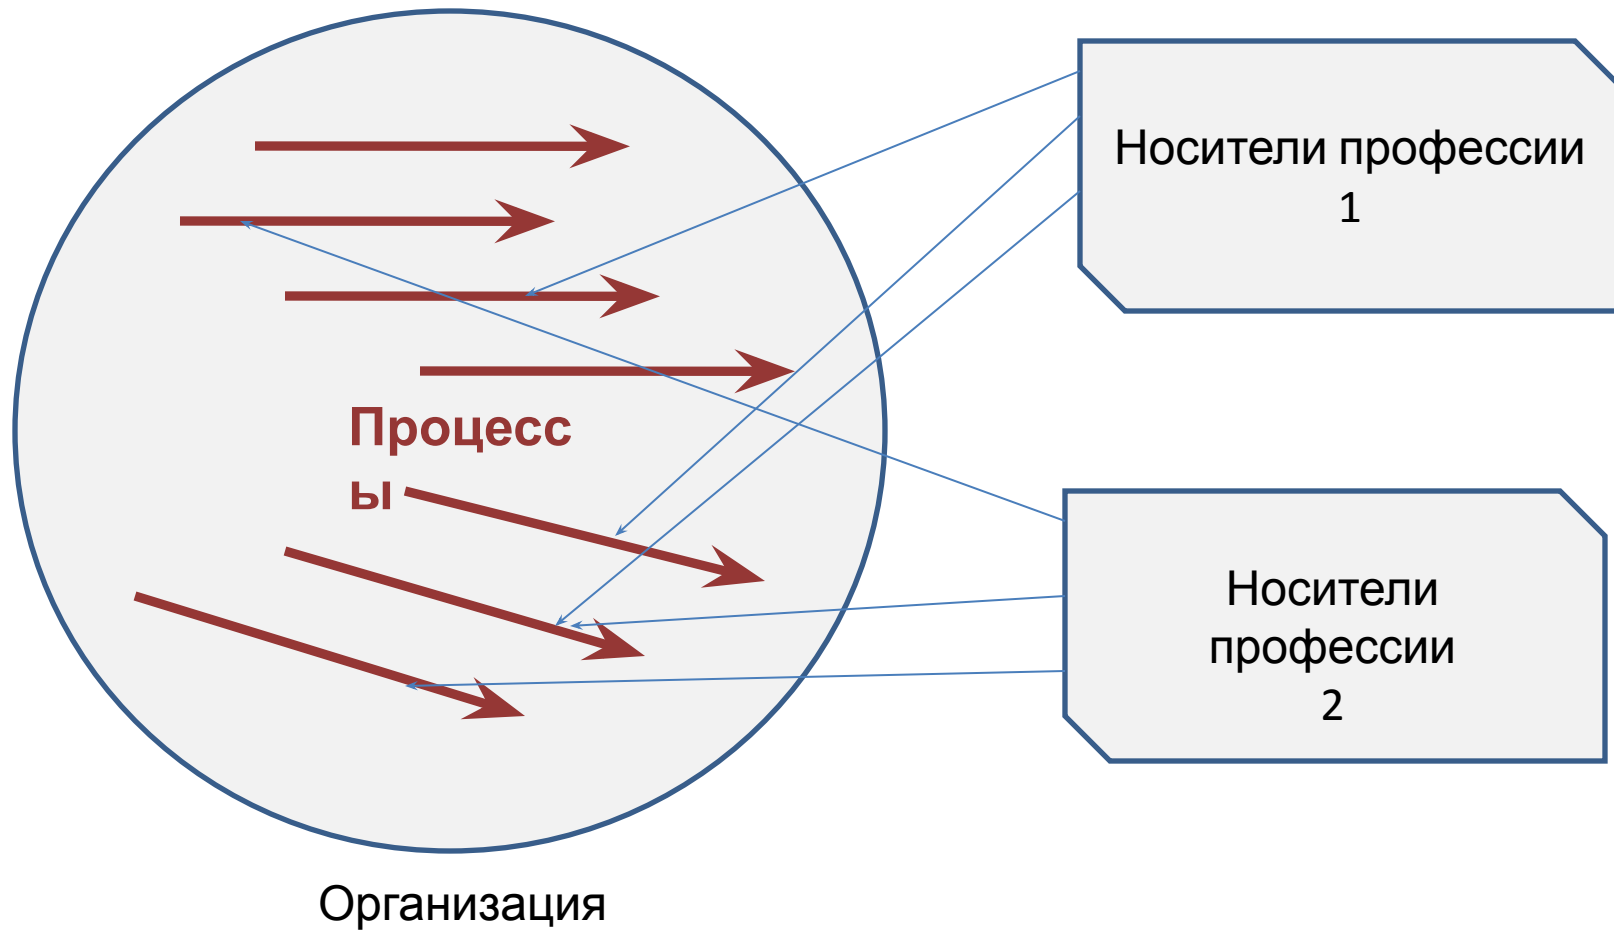 Носители профессии
1
Процесс
ы
Носители
профессии
2
Организация